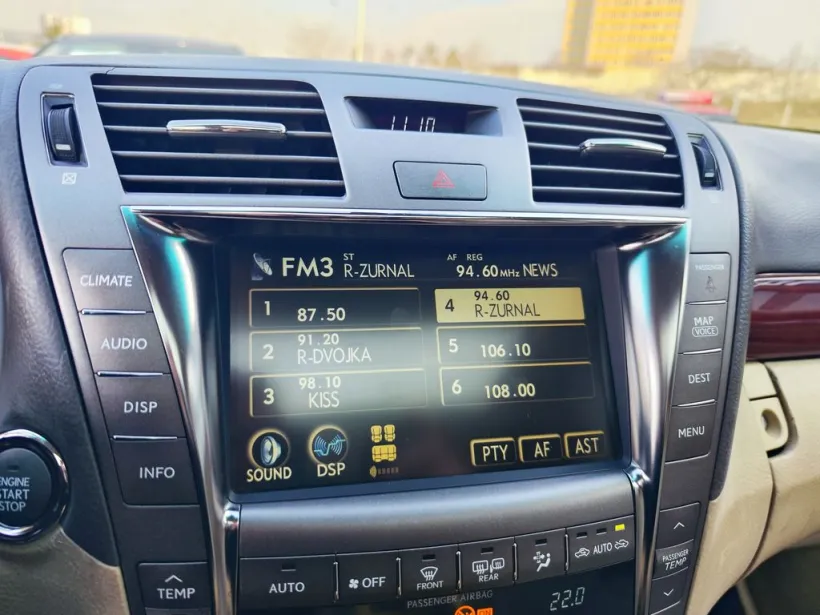 11:10
CLIMATE
AUDIO
DISP
INFO
ENGINE
START
STOP
TEMP
FM3
ST
R-ZURNAL
AF REG
94.60MHz NEWS
1 87.50
2 91.20
R-DVOJKA
3 98.10
KISS
4 94.60
R-ZURNAL
5 106.10
6 108.00
SOUND
DSP
PTY
AF
AST
PASSENGER
MAP
VOICE
DEST
MENU
PASSENGER
TEMP
AUTO
OFF
FRONT
REAR
AUTO
PASSENGER AIRBAG
22.0